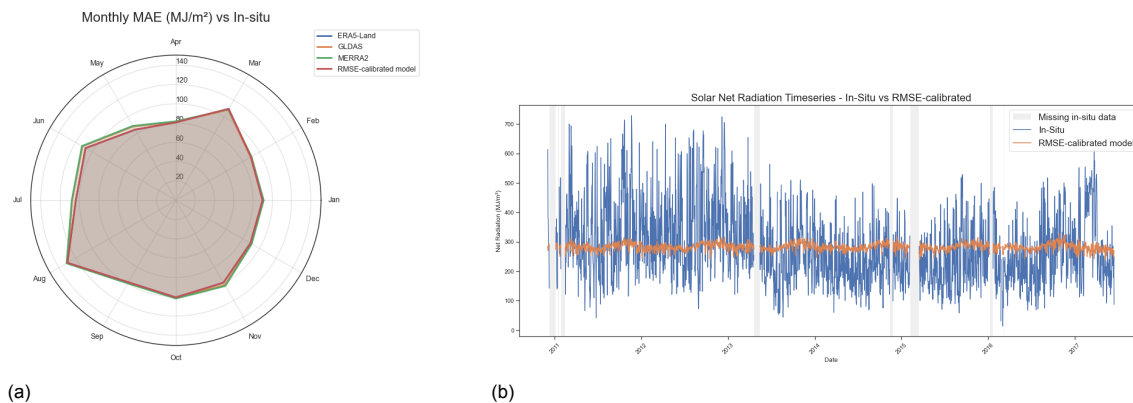 Monthly MAE (MJ/m²) vs In-situ
Apr
May
Mar
Jun
Feb
Jul
Jan
Aug
Dec
Sep
Nov
Oct
140
120
100
80
60
40
20
ERA5-Land
GLDAS
MERRA2
RMSE-calibrated model
(a)
Solar Net Radiation Timeseries - In-Situ vs RMSE-calibrated
Missing in-situ data
In-Situ
RMSE-calibrated model
Net Radiation (MJ/m²)
700
600
500
400
300
200
100
0
2011
2012
2013
2014
2015
2016
2017
Date
(b)